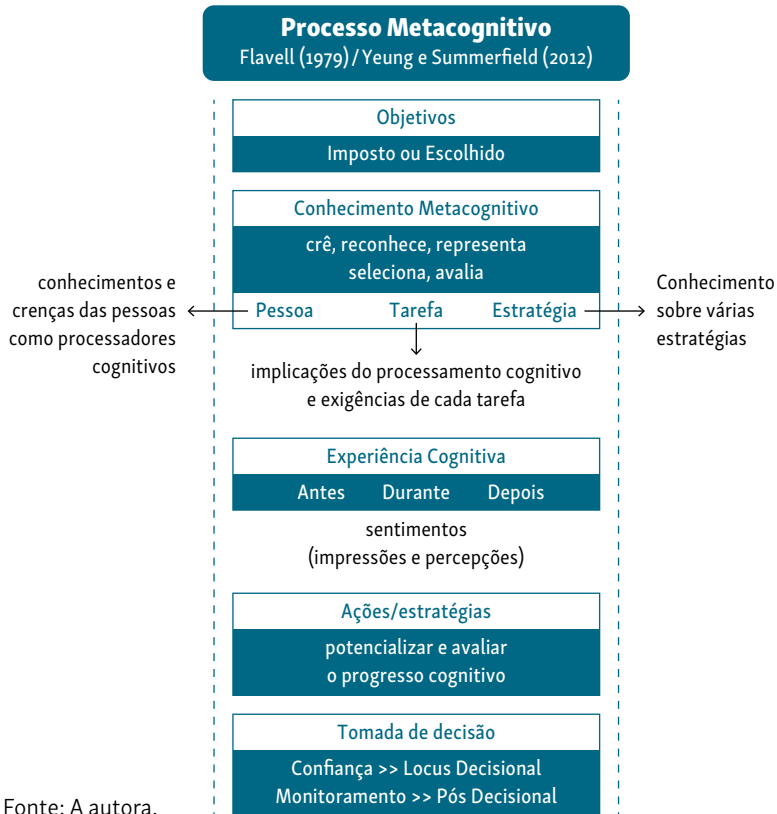 Processo Metacognitivo
Flavell (1979) / Yeung e Summerfield (2012)
Objetivos
Imposto ou Escolhido
Conhecimento Metacognitivo
crê, reconhece, representa
seleciona, avalia
Pessoa Tarefa Estratégia
conhecimentos e
crenças das pessoas
como processadores
cognitivos
Conhecimento
sobre várias
estratégias
implicações do processamento cognitivo
e exigências de cada tarefa
Experiência Cognitiva
Antes Durante Depois
sentimentos
(impressões e percepções)
Ações/estratégias
potencializar e avaliar
o progresso cognitivo
Tomada de decisão
Confiança >> Locus Decisional
Monitoramento >> Pós Decisional
Fonte: A autora.